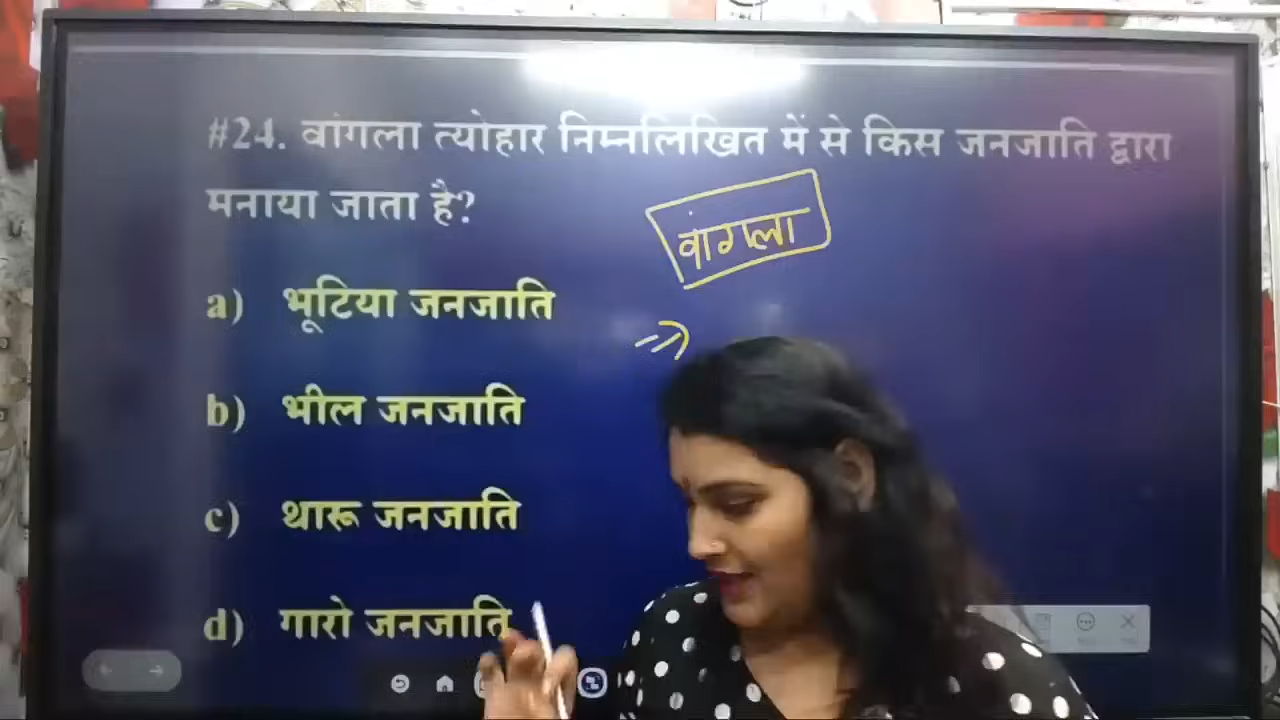 #24. वांगला त्योहार निम्नलिखित में से किस जनजाति द्वारा
मनाया जाता है?
वांगला
a) भूटिया जनजाति
b) भील जनजाति
c) थारू जनजाति
d) गारो जनजाति